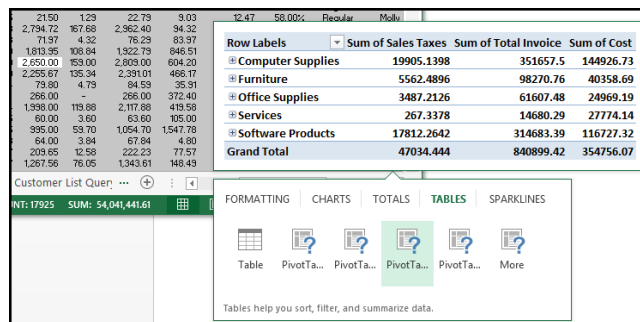 21.50 1.29 22.79 9.03 12.47 58.00% Regular Molly
2,794.72 167.68 2,962.40 94.32
71.97 4.32 76.29 83.97
1,813.95 108.84 1,922.79 846.51
2,650.00 159.00 2,809.00 604.20
2,255.67 135.34 2,391.01 466.17
79.80 4.79 84.59 35.91
266.00 - 266.00 372.40
1,998.00 119.88 2,117.88 419.58
60.00 3.60 63.60 105.00
995.00 59.70 1,054.70 1,547.78
64.00 3.84 67.84 4.80
209.65 12.58 222.23 77.57
1,267.56 76.05 1,343.61 148.49
Row Labels Sum of Sales Taxes Sum of Total Invoice Sum of Cost
Computer Supplies 19905.1398 351657.5 144926.73
Furniture 5562.4896 98270.76 40358.69
Office Supplies 3487.2126 61607.48 24969.19
Services 267.3378 14680.29 27774.14
Software Products 17812.2642 314683.39 116727.32
Grand Total 47034.444 840899.42 354756.07
Customer List Query ...
NT: 17925 SUM: 54,041,441.61
FORMATTING CHARTS TOTALS TABLES SPARKLINES
Table PivotTa... PivotTa... PivotTa... PivotTa... More
Tables help you sort, filter, and summarize data.